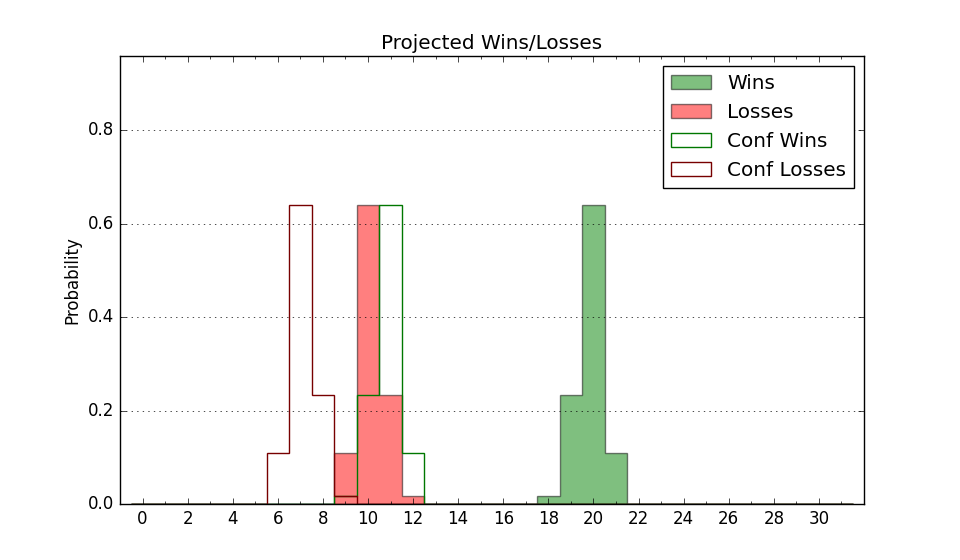 Projected Wins/Losses
Wins
Losses
Conf Wins
Conf Losses
Probability
0.8
0.6
0.4
0.2
0.0
0 2 4 6 8 10 12 14 16 18 20 22 24 26 28 30